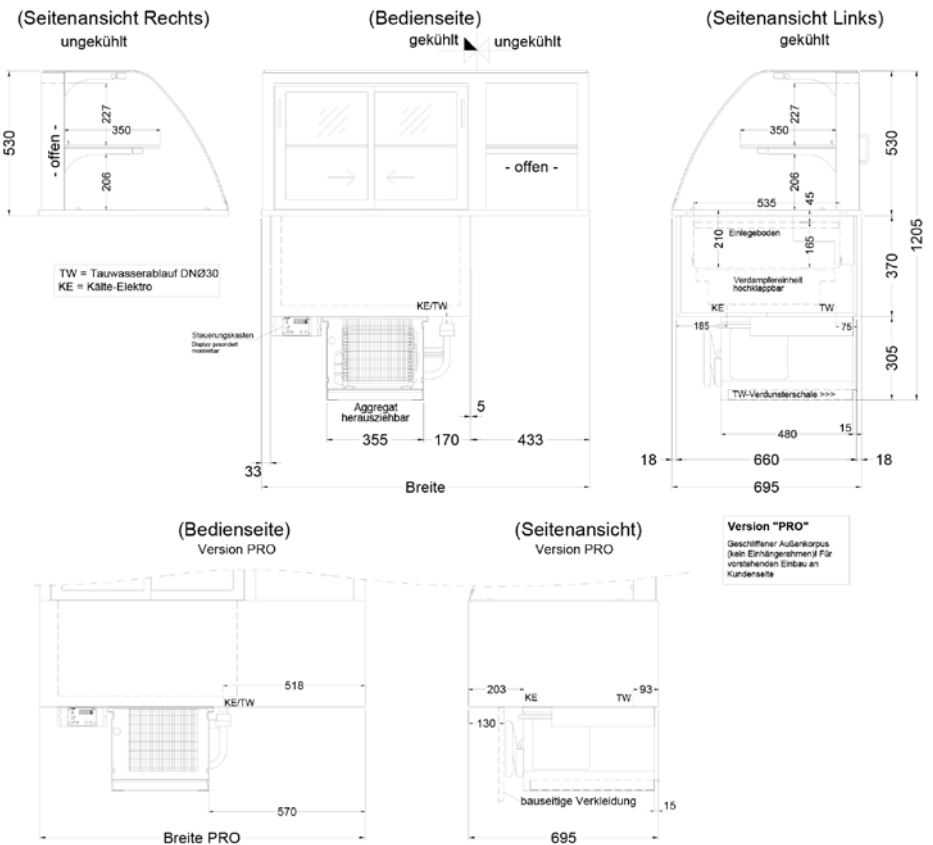 (Seitenansicht Rechts)
ungekühlt
(Bedienseite)
gekühlt
ungekühlt
(Seitenansicht Links)
gekühlt
530
- offen -
227
350
206
- offen -
227
350
206
535
45
210
165
Einlegeboden
Verdampfereinheit
hochklappbar
530
370
305
1205
TW = Tauwasserablauf DNØ30
KE = Kälte-Elektro
KE/TW
Steuerungskasten
Display gesondert
montierbar
Aggregat
herausziehbar
5
355
170
433
33
Breite
KE
TW
185
75
TW-Verdunsterschale >>>
15
480
18
660
18
695
(Bedienseite)
Version PRO
(Seitenansicht)
Version PRO
Version "PRO"
Geschliffener Außenkorpus
(kein Einhängerahmen)! Für
vorstehenden Einbau an
Kundenseite
518
KE/TW
570
Breite PRO
203
KE
TW
93
130
bauseitige Verkleidung
15
695